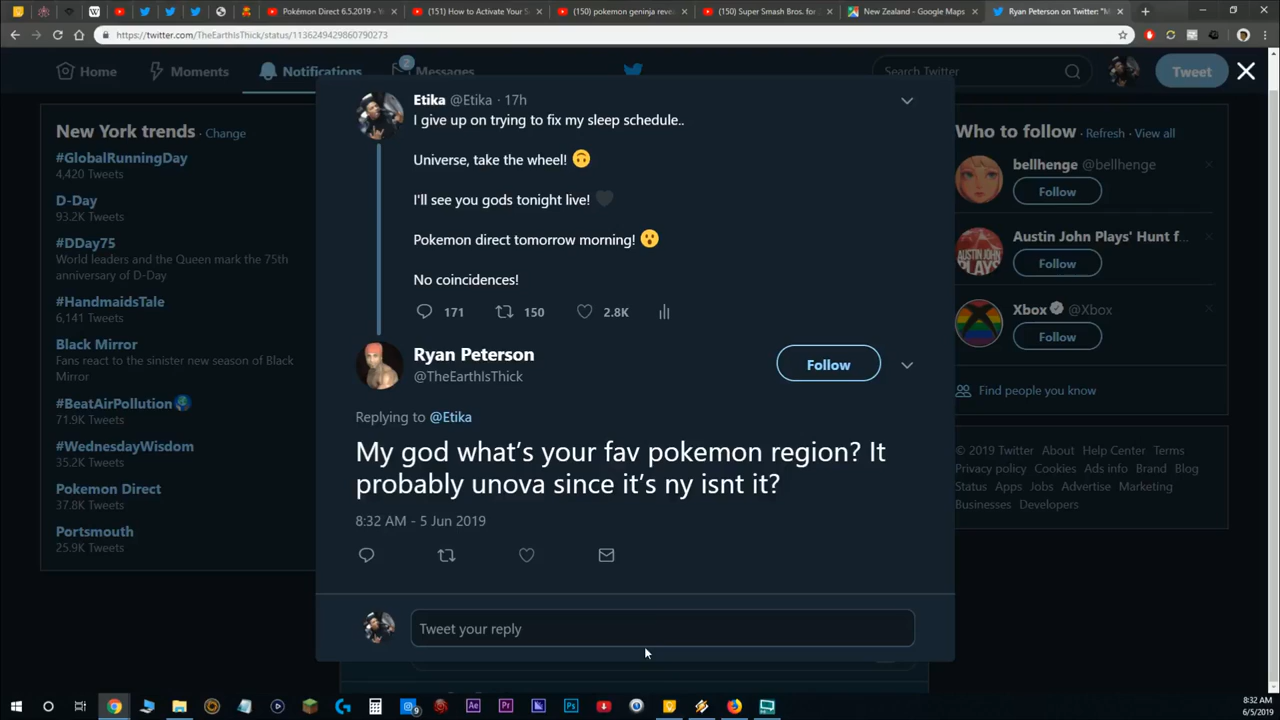 Pokémon Direct 6.5.2019 - Y
(151) How to Activate Your S
(150) pokemon geninja reve
(150) Super Smash Bros. for
New Zealand - Google Maps
Ryan Peterson on Twitter: "M
https://twitter.com/TheEarthIsThick/status/1136249429867790273
Home
Moments
Notifications
2
Messages
Search Twitter
Tweet
New York trends · Change
#GlobalRunningDay
4,420 Tweets
D-Day
93.2K Tweets
#DDay75
World leaders and the Queen mark the 75th
anniversary of D-Day
#HandmaidsTale
6,141 Tweets
Black Mirror
Fans react to the sinister new season of Black
Mirror
#BeatAirPollution
71.9K Tweets
#WednesdayWisdom
35.2K Tweets
Pokemon Direct
37.8K Tweets
Portsmouth
25.9K Tweets
Etika @Etika · 17h
I give up on trying to fix my sleep schedule..
Universe, take the wheel! 🙃
I'll see you gods tonight live! 🖤
Pokemon direct tomorrow morning! 😮
No coincidences!
171
150
2.8K
Ryan Peterson
@TheEarthIsThick
Follow
Replying to @Etika
My god what's your fav pokemon region? It
probably unova since it's ny isnt it?
8:32 AM - 5 Jun 2019
Tweet your reply
Who to follow · Refresh · View all
bellhenge @bellhenge
Follow
Austin John Plays' Hunt f...
Follow
Xbox @Xbox
Follow
Find people you know
© 2019 Twitter About Help Center Terms
Privacy policy Cookies Ads info Brand Blog
Status Apps Jobs Advertise Marketing
Businesses Developers
8:32 AM
6/5/2019